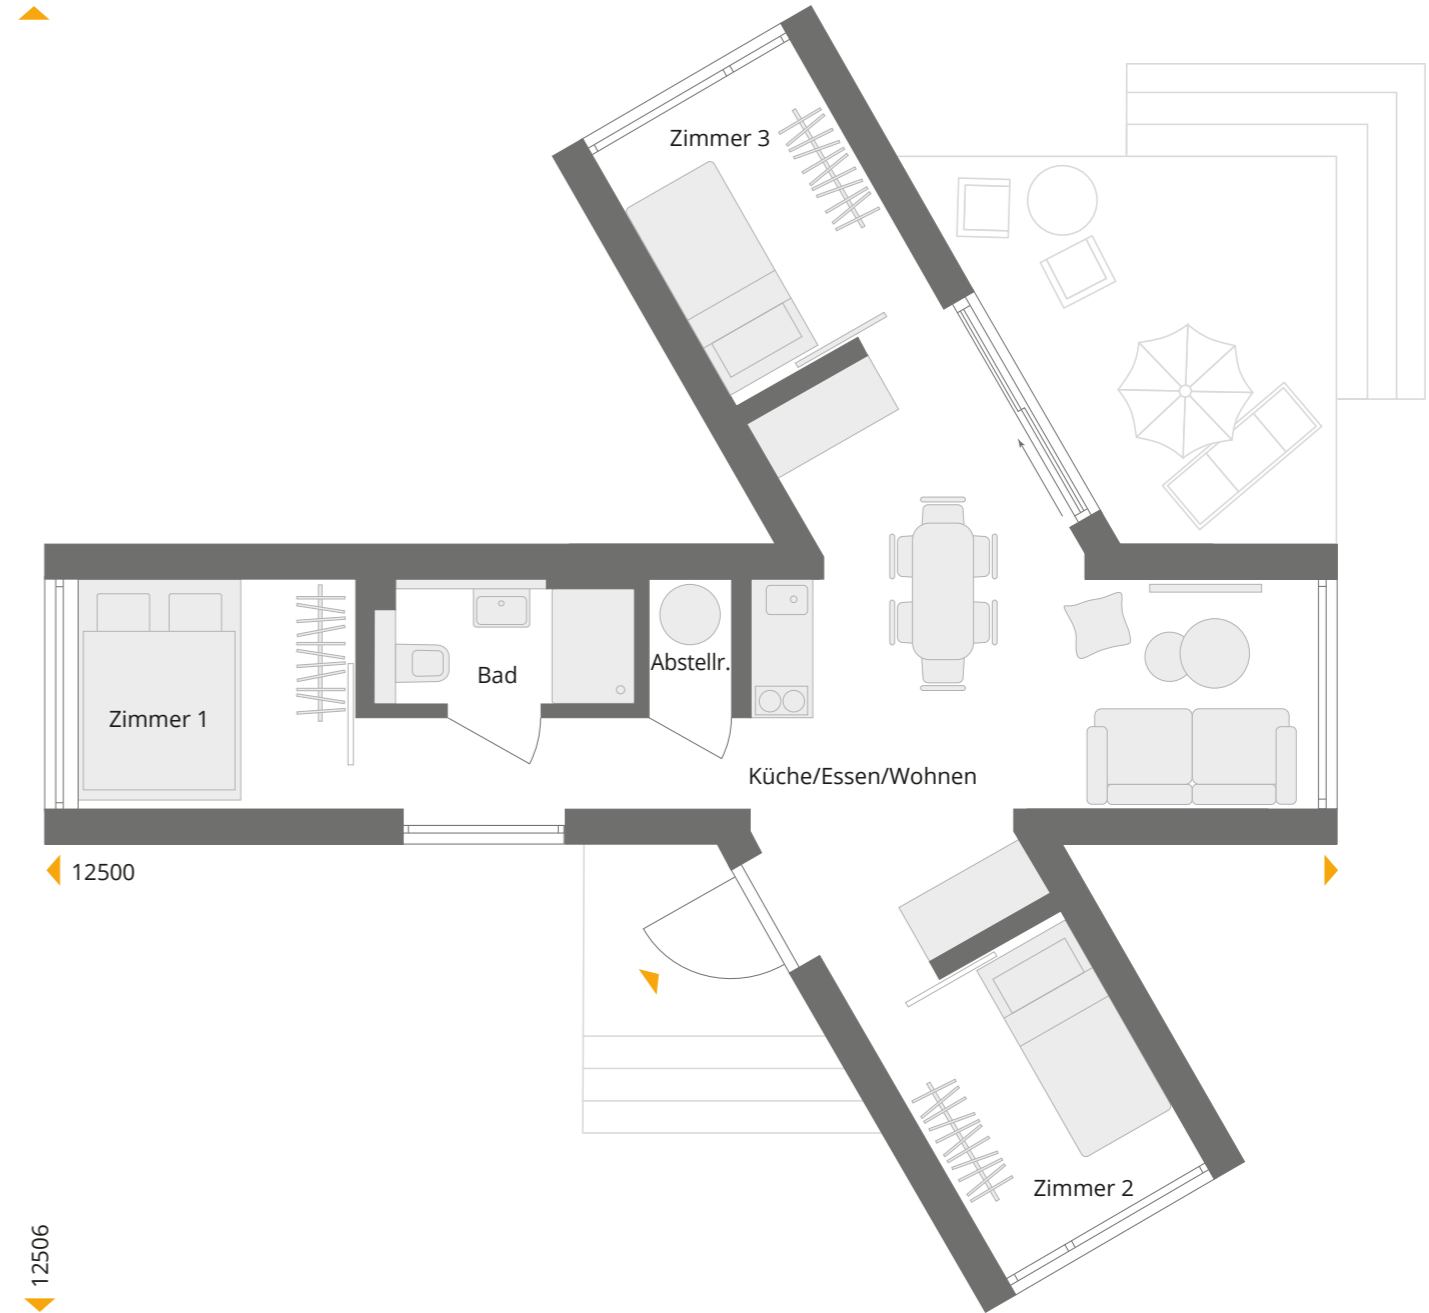 Zimmer 3
Bad
Abstellr.
Zimmer 1
Küche/Essen/Wohnen
12500
Zimmer 2
12506